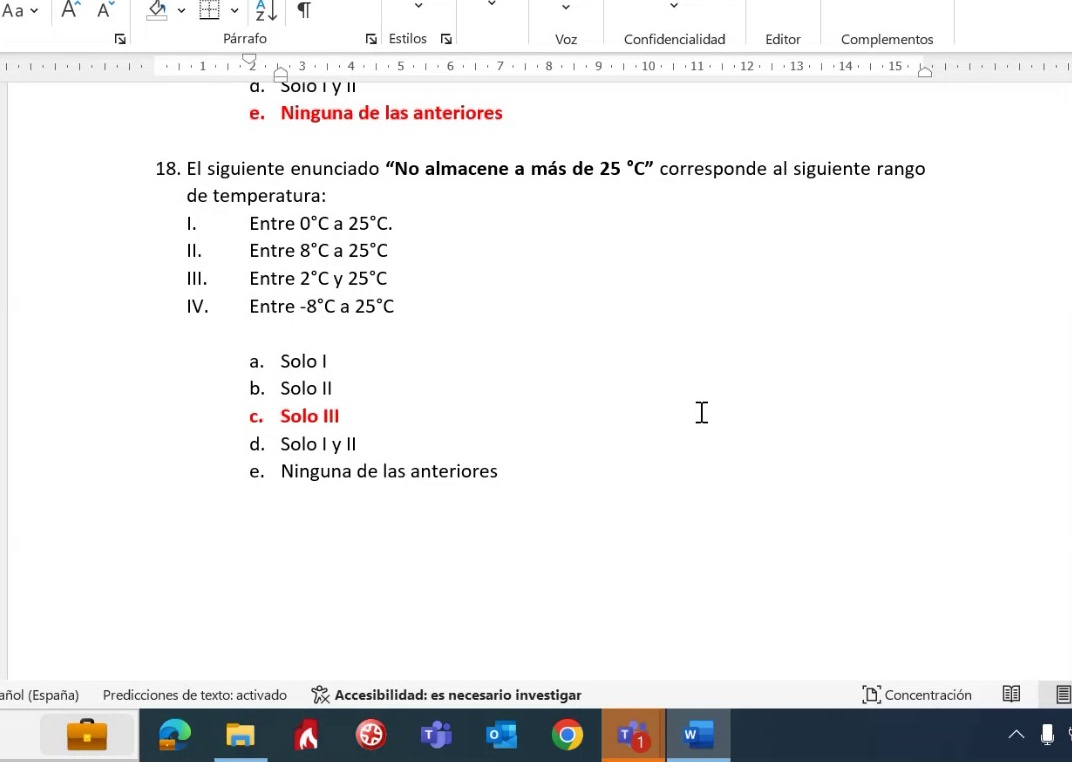 Aa A A A Z ¶
Párrafo Estilos Voz Confidencialidad Editor Complementos
1 2 3 4 5 6 7 8 9 10 11 12 13 14 15
d. Solo I y II
e. Ninguna de las anteriores
18. El siguiente enunciado “No almacene a más de 25 °C” corresponde al siguiente rango
de temperatura:
I. Entre 0°C a 25°C.
II. Entre 8°C a 25°C
III. Entre 2°C y 25°C
IV. Entre -8°C a 25°C
a. Solo I
b. Solo II
c. Solo III
d. Solo I y II
e. Ninguna de las anteriores
añol (España) Predicciones de texto: activado Accesibilidad: es necesario investigar Concentración
T O T 1 W